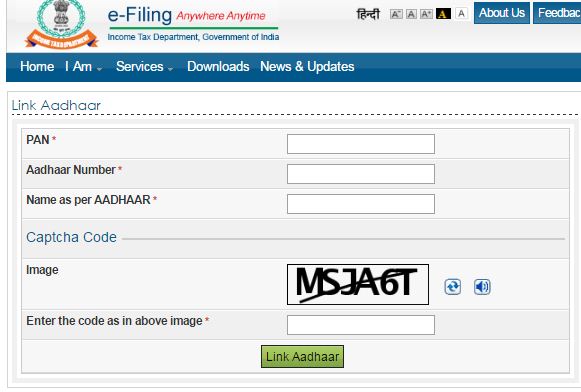 e-Filing Anywhere Anytime
Income Tax Department, Government of India
INCOME TAX DEPARTMENT
हिन्दी A- A A+ A A About Us Feedbac
Home I Am Services Downloads News & Updates
Link Aadhaar
PAN *
Aadhaar Number *
Name as per AADHAAR *
Captcha Code
Image MSJA6T
Enter the code as in above image *
Link Aadhaar